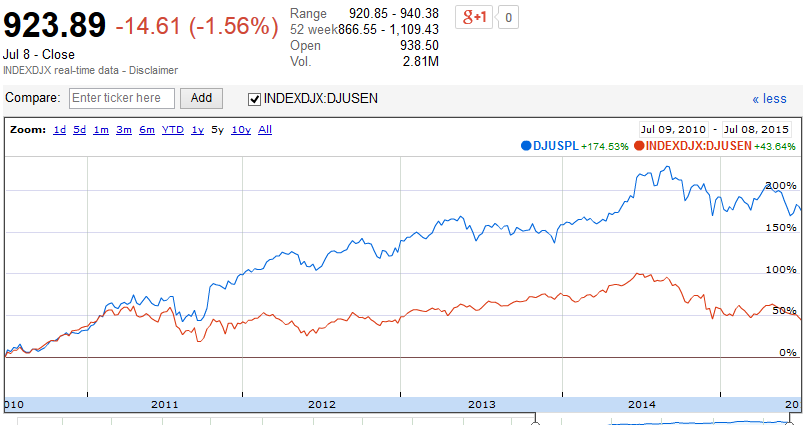 923.89 -14.61 (-1.56%)
Jul 8 - Close
INDEXDJX real-time data - Disclaimer
Range 920.85 - 940.38
52 week 866.55 - 1,109.43
Open 938.50
Vol. 2.81M
g+1 0
Compare: Enter ticker here Add INDEXDJX:DJUSEN « less
Zoom: 1d 5d 1m 3m 6m YTD 1y 5y 10y All Jul 09, 2010 - Jul 08, 2015
DJUSPL +174.53% INDEXDJX:DJUSEN +43.64%
200%
150%
100%
50%
0%
010 2011 2012 2013 2014 20